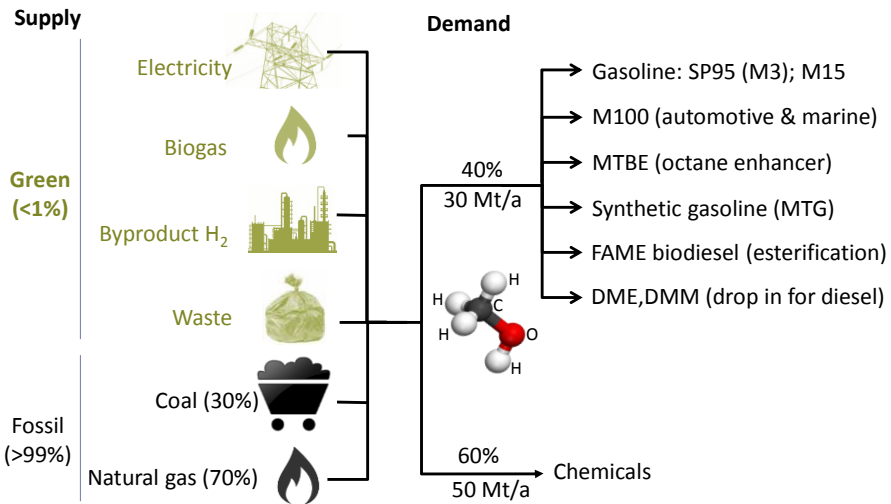 Supply
Demand
Electricity
Biogas
Green
(<1%)
Byproduct H₂
Waste
Coal (30%)
Fossil
(>99%)
Natural gas (70%)
40%
30 Mt/a
H
H
C
H
O
H
60%
50 Mt/a
Gasoline: SP95 (M3); M15
M100 (automotive & marine)
MTBE (octane enhancer)
Synthetic gasoline (MTG)
FAME biodiesel (esterification)
DME,DMM (drop in for diesel)
Chemicals